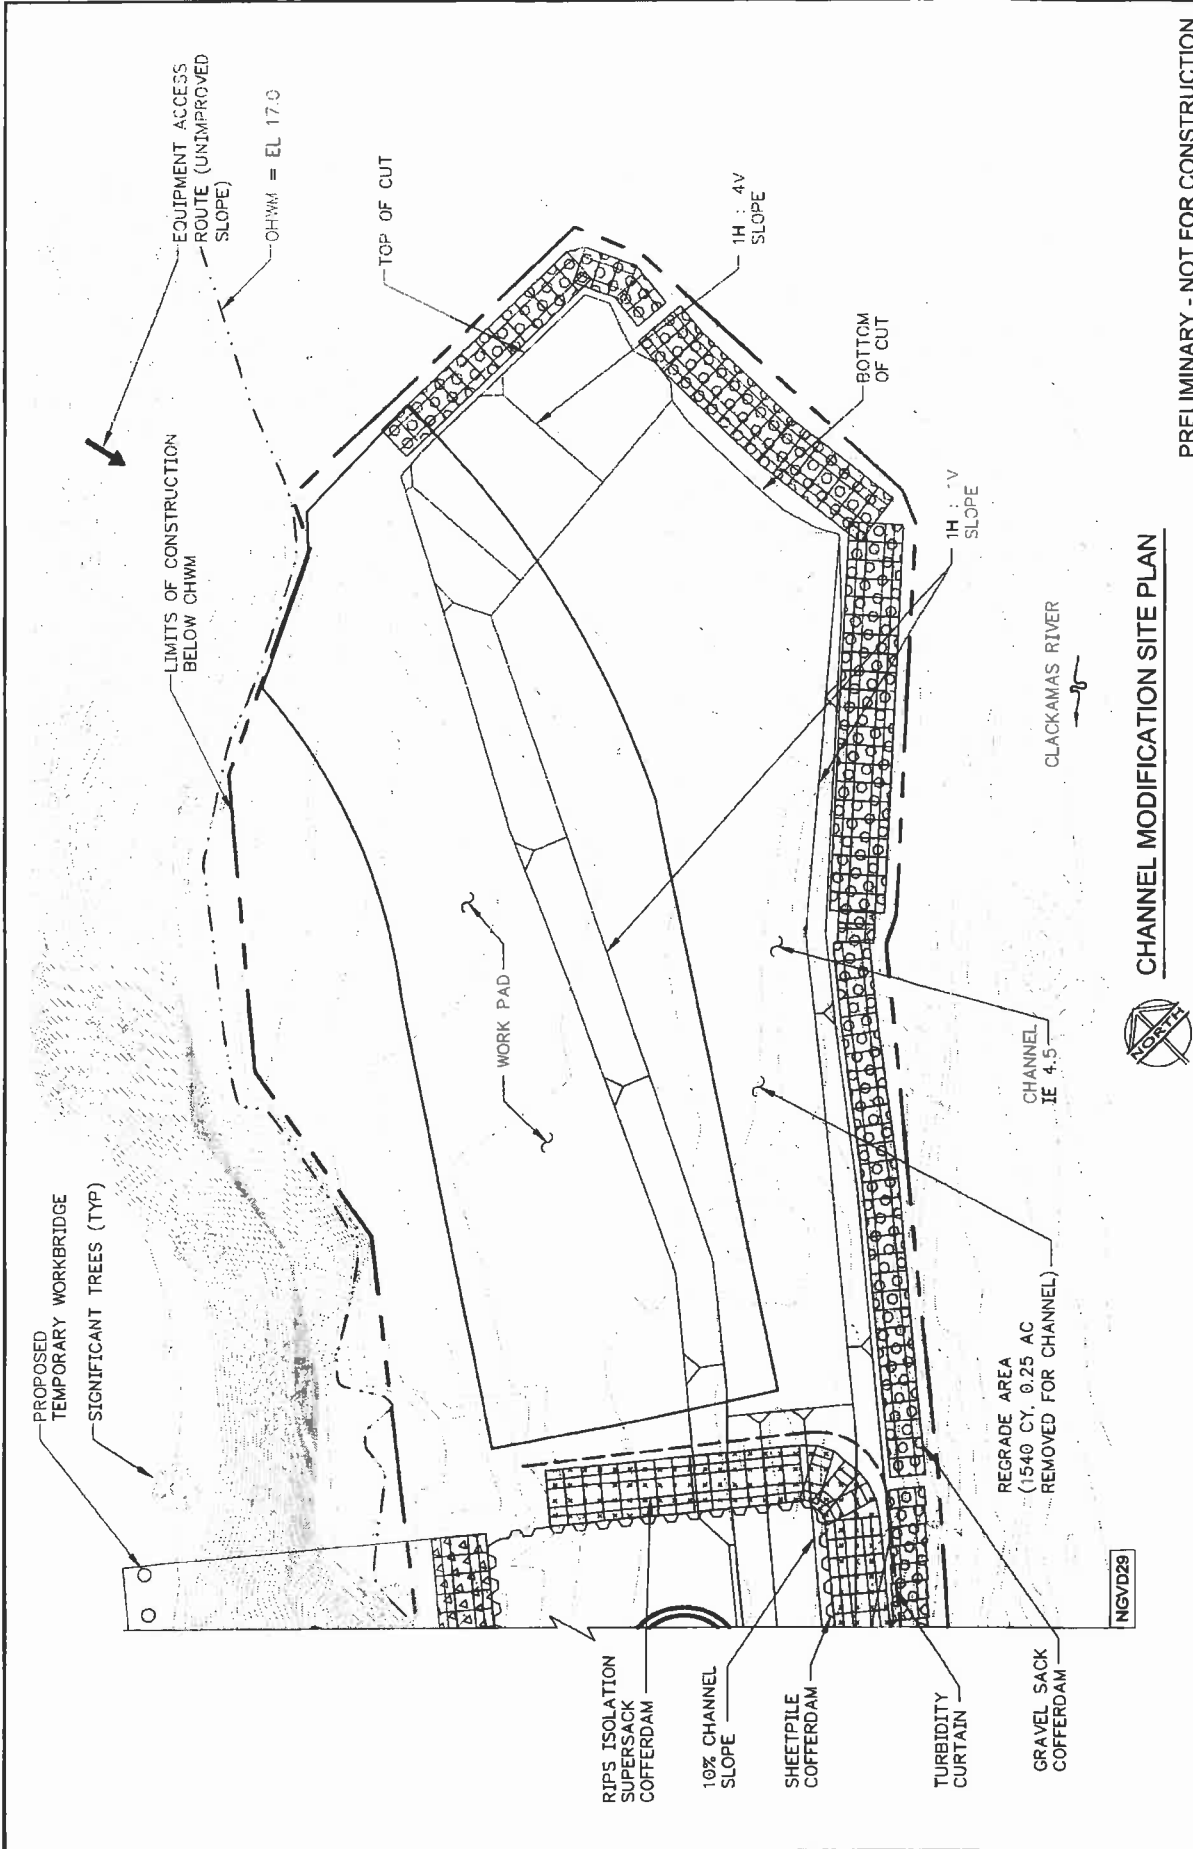 PROPOSED
TEMPORARY WORKBRIDGE
SIGNIFICANT TREES (TYP)
LIMITS OF CONSTRUCTION
BELOW OHWM
EQUIPMENT ACCESS
ROUTE (UNIMPROVED
SLOPE)
OHWM = EL 17.0
TOP OF CUT
1H : 4V
SLOPE
BOTTOM
OF CUT
1H : 1V
SLOPE
WORK PAD
CLACKAMAS RIVER
CHANNEL
IE 4.5
REGRADE AREA
(1540 CY, 0.25 AC
REMOVED FOR CHANNEL)
RIPS ISOLATION
SUPERSACK
COFFERDAM
10% CHANNEL
SLOPE
SHEETPILE
COFFERDAM
TURBIDITY
CURTAIN
GRAVEL SACK
COFFERDAM
NGVD29
NORTH
CHANNEL MODIFICATION SITE PLAN
PRELIMINARY - NOT FOR CONSTRUCTION